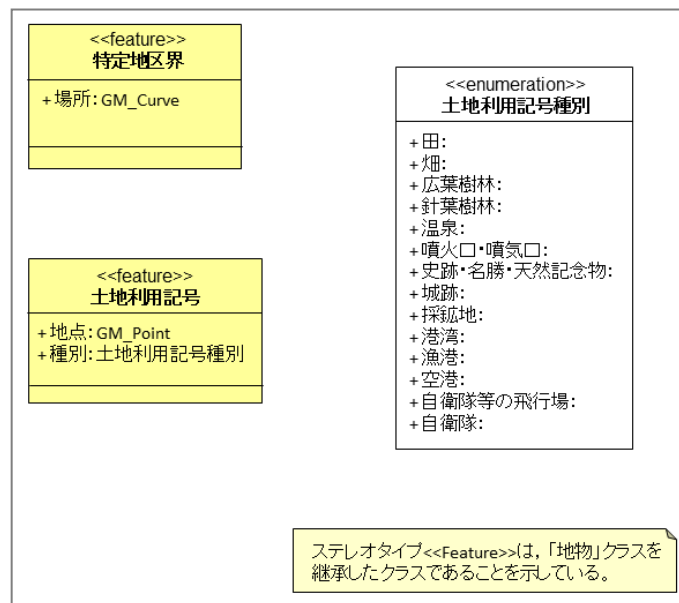 <<feature>>
特定地区界
+場所:GM_Curve
<<feature>>
土地利用記号
+地点:GM_Point
+種別:土地利用記号種別
<<enumeration>>
土地利用記号種別
+田:
+畑:
+広葉樹林:
+針葉樹林:
+温泉:
+噴火口・噴気口:
+史跡・名勝・天然記念物:
+城跡:
+採鉱地:
+港湾:
+漁港:
+空港:
+自衛隊等の飛行場:
+自衛隊:
ステレオタイプ<<Feature>>は，「地物」クラスを
継承したクラスであることを示している。